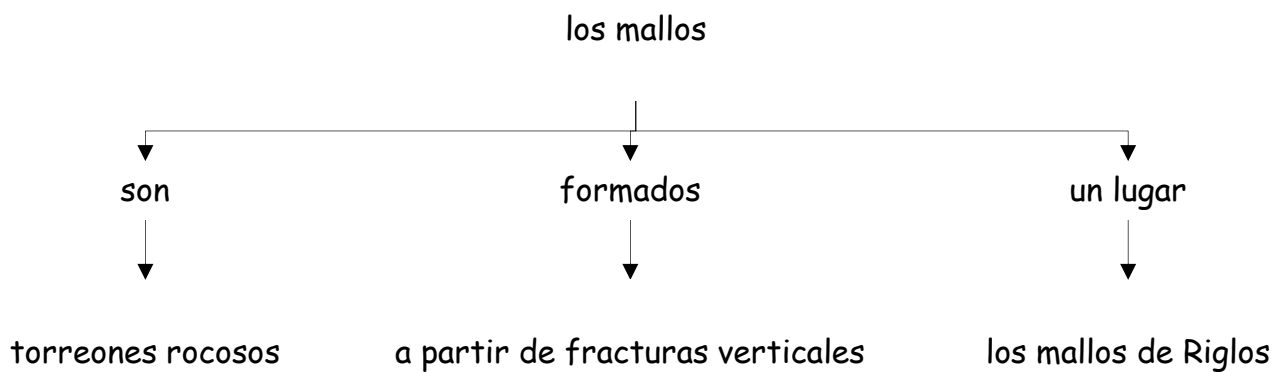 los mallos
son formados un lugar
torreones rocosos a partir de fracturas verticales los mallos de Riglos